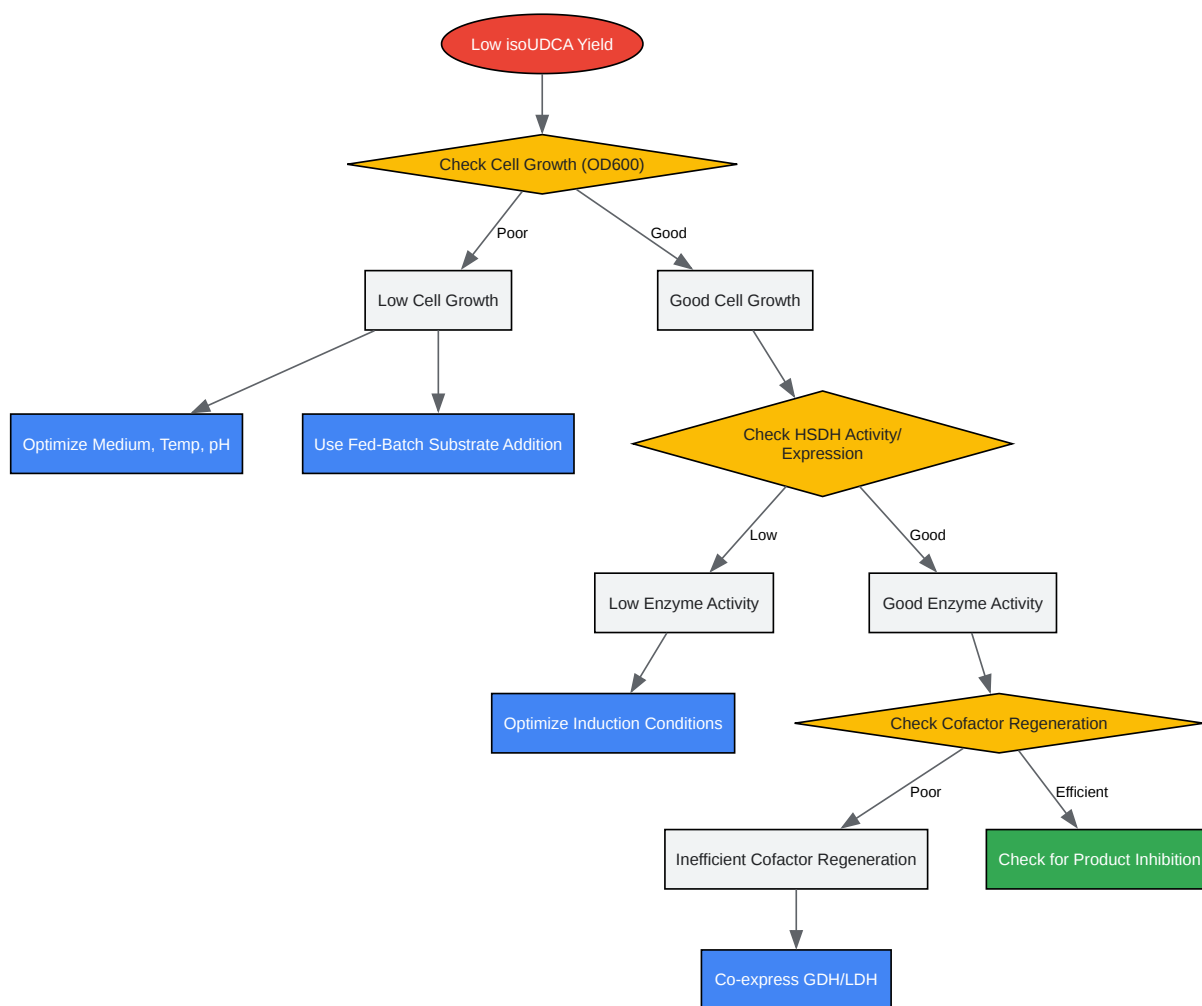 Low isoUDCA Yield
Check Cell Growth (OD600)
Poor
Good
Low Cell Growth
Good Cell Growth
Optimize Medium, Temp, pH
Use Fed-Batch Substrate Addition
Check HSDH Activity/
Expression
Low
Good
Low Enzyme Activity
Good Enzyme Activity
Optimize Induction Conditions
Check Cofactor Regeneration
Poor
Efficient
Inefficient Cofactor Regeneration
Check for Product Inhibition
Co-express GDH/LDH